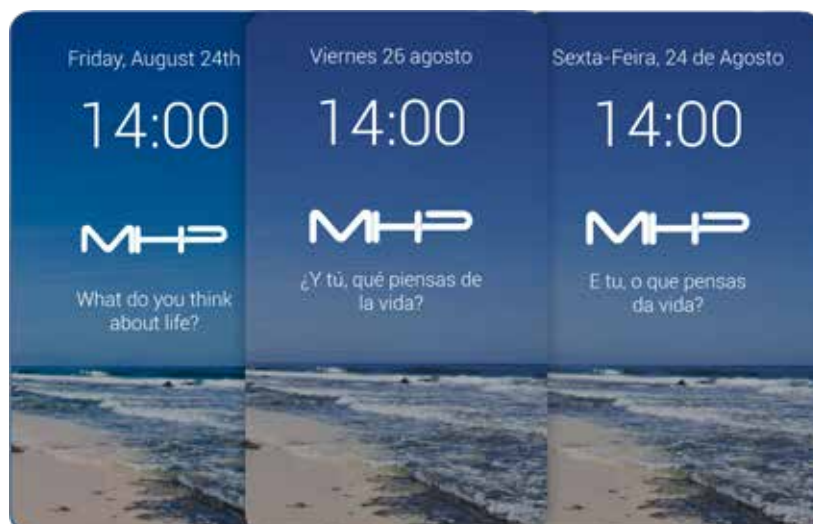 Friday, August 24th
14:00
MHP
What do you think
about life?
Viernes 26 agosto
14:00
MHP
¿Y tú, qué piensas de
la vida?
Sexta-Feira, 24 de Agosto
14:00
MHP
E tu, o que pensas
da vida?